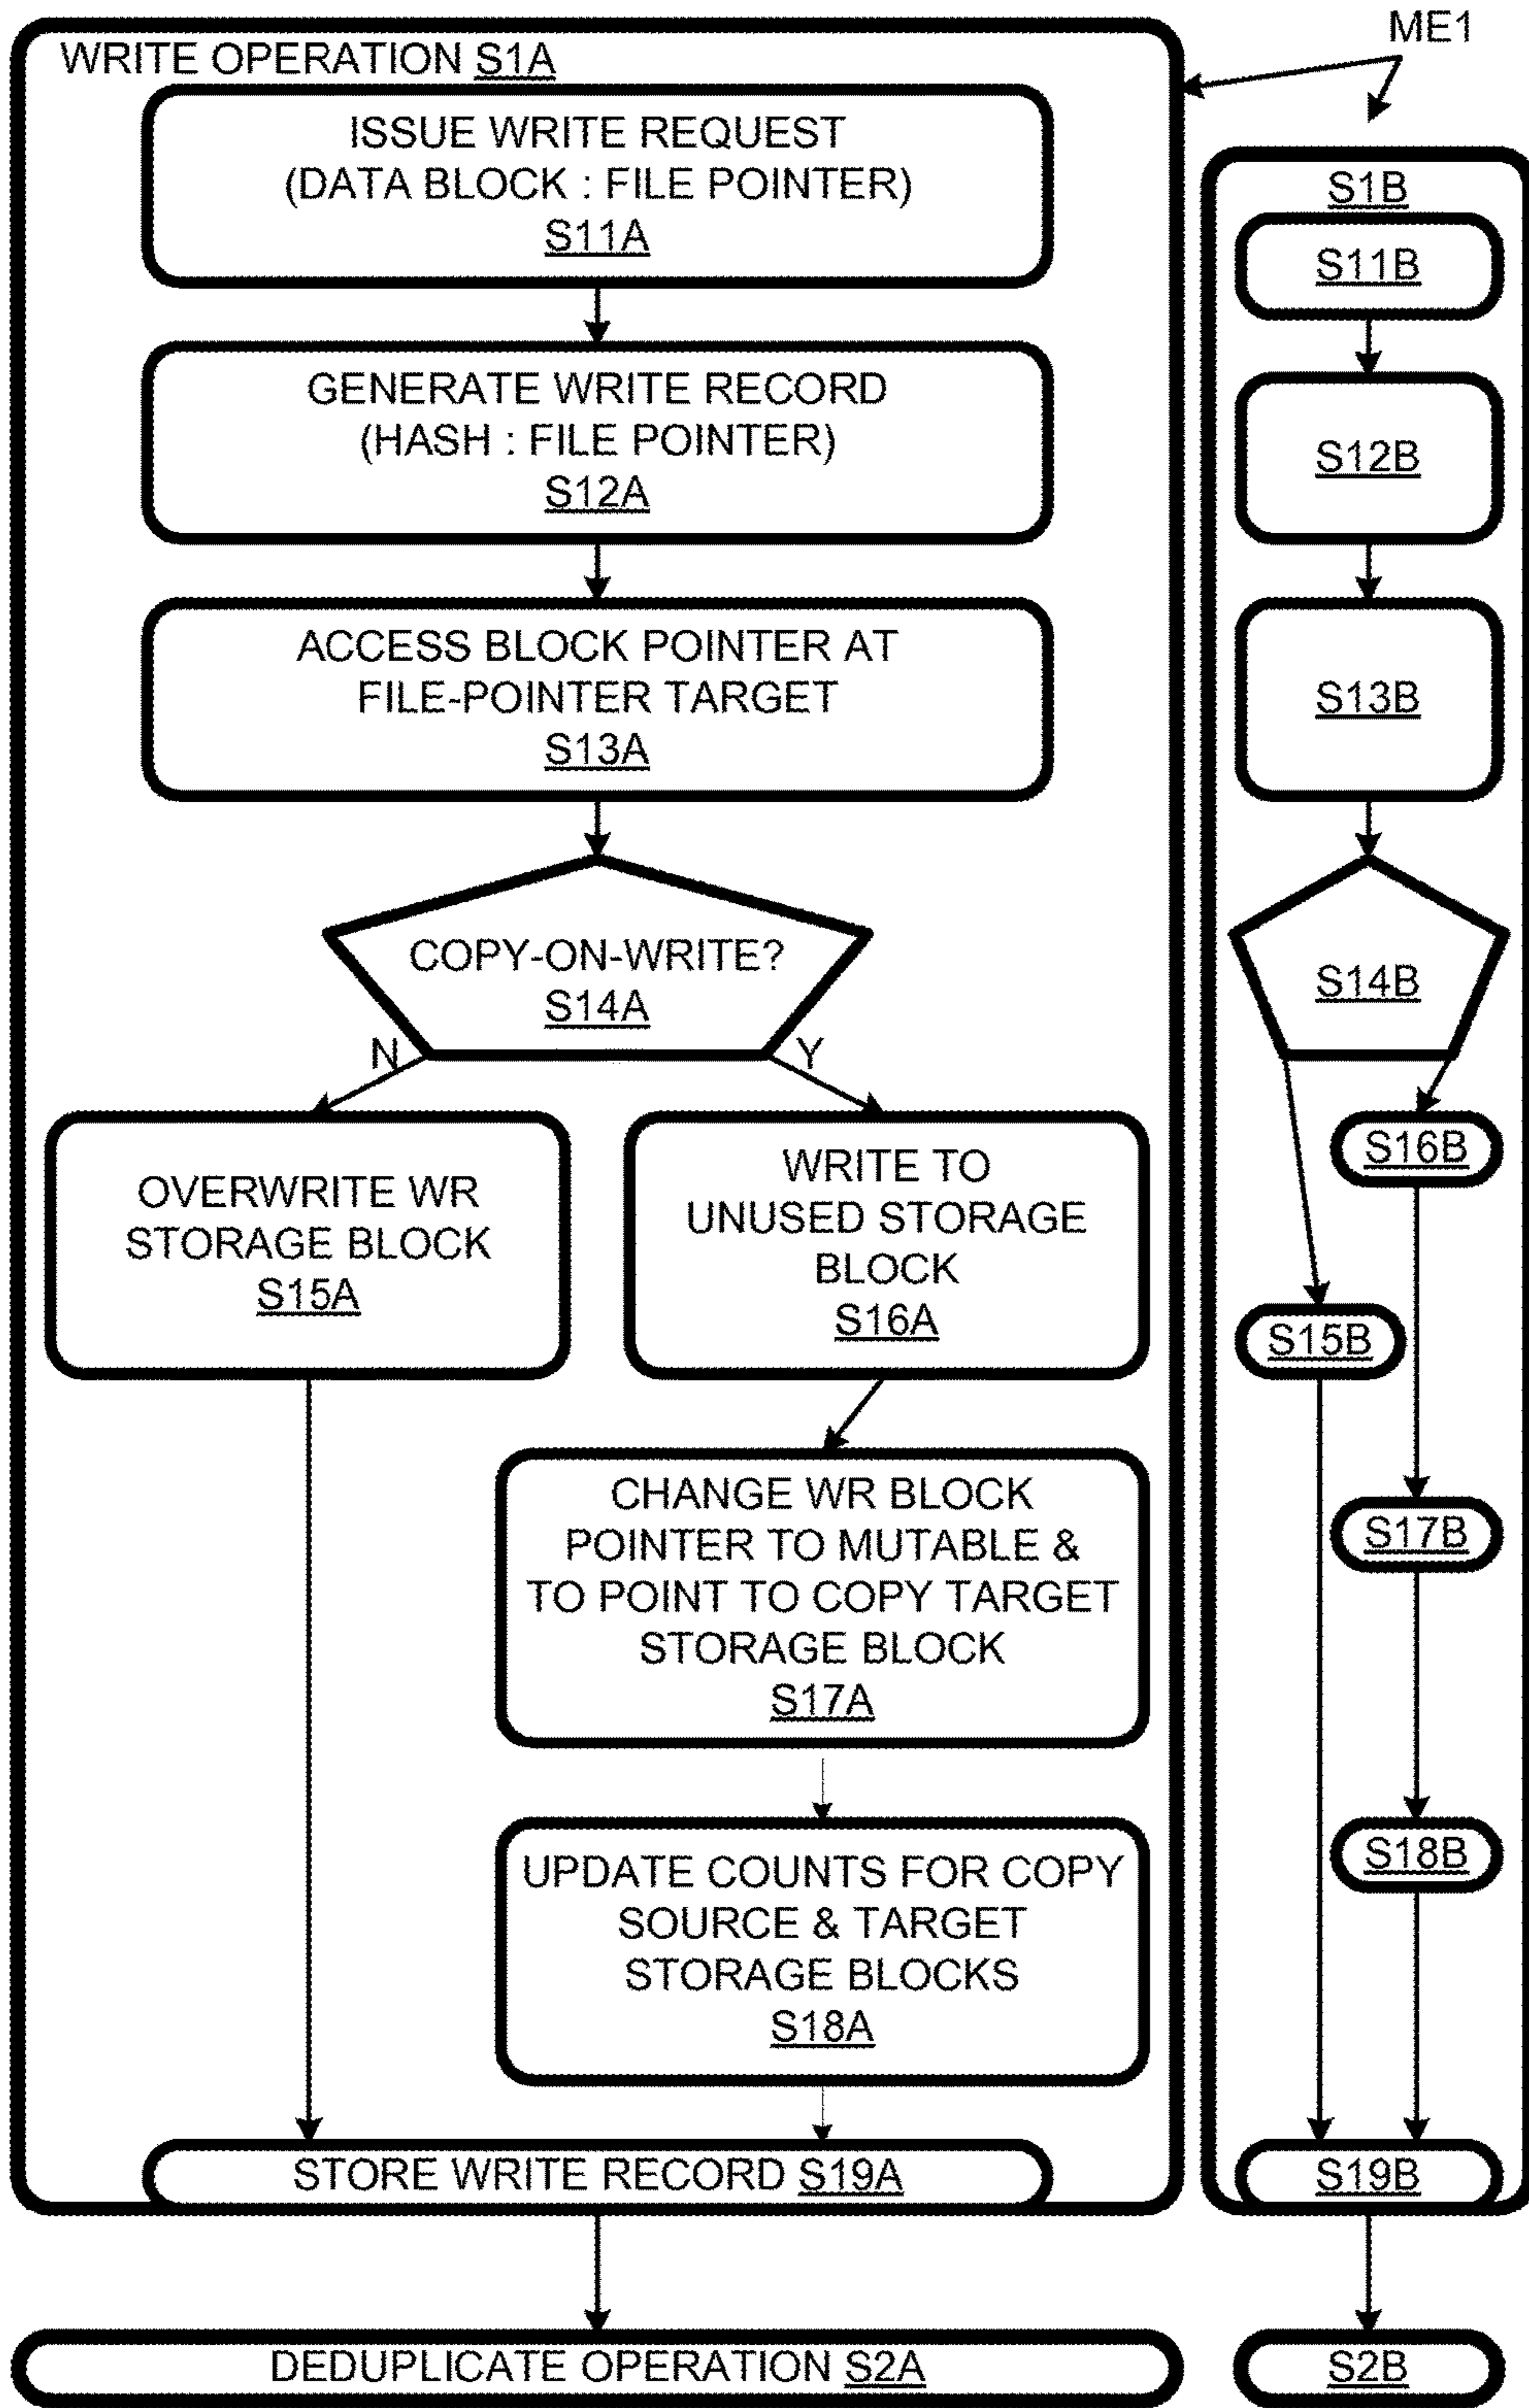 ME1
WRITE OPERATION S1A
ISSUE WRITE REQUEST
(DATA BLOCK : FILE POINTER)
S11A
GENERATE WRITE RECORD
(HASH : FILE POINTER)
S12A
ACCESS BLOCK POINTER AT
FILE-POINTER TARGET
S13A
COPY-ON-WRITE?
S14A
N
Y
OVERWRITE WR
STORAGE BLOCK
S15A
WRITE TO
UNUSED STORAGE
BLOCK
S16A
CHANGE WR BLOCK
POINTER TO MUTABLE &
TO POINT TO COPY TARGET
STORAGE BLOCK
S17A
UPDATE COUNTS FOR COPY
SOURCE & TARGET
STORAGE BLOCKS
S18A
STORE WRITE RECORD S19A
DEDUPLICATE OPERATION S2A
S1B
S11B
S12B
S13B
S14B
S16B
S15B
S17B
S18B
S19B
S2B